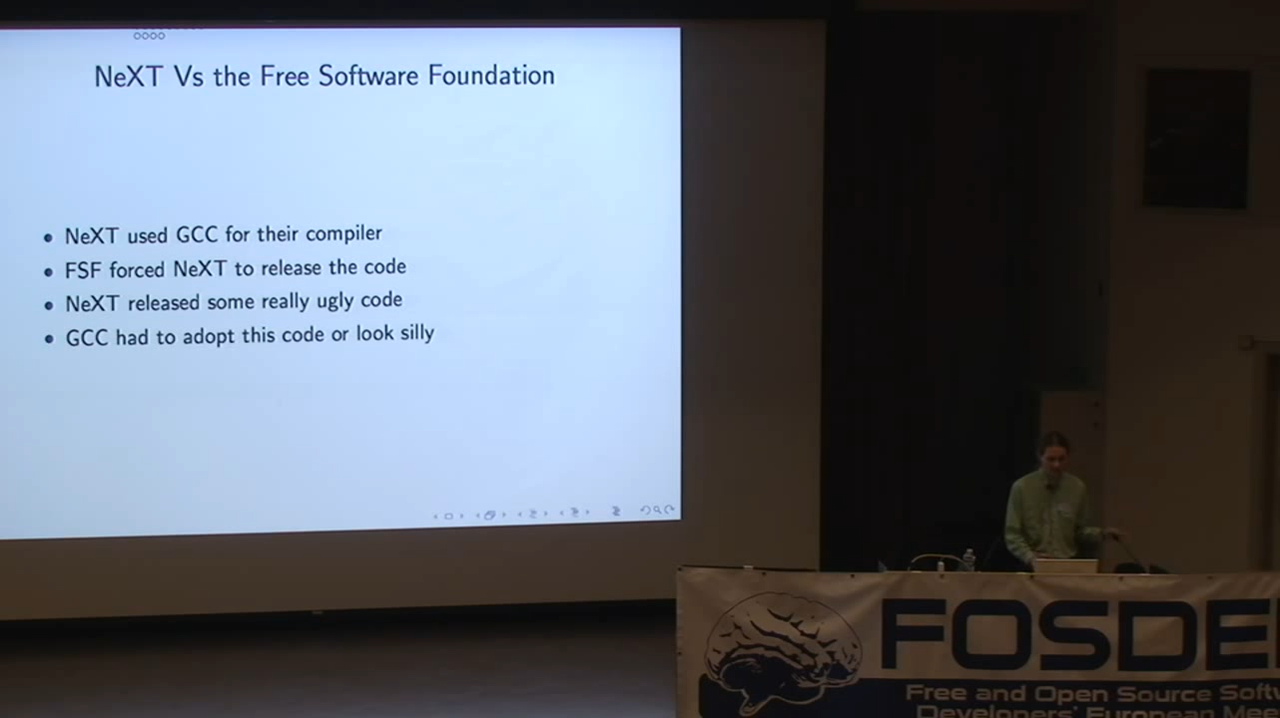 NeXT Vs the Free Software Foundation
NeXT used GCC for their compiler
FSF forced NeXT to release the code
NeXT released some really ugly code
GCC had to adopt this code or look silly
FOSDE
Free and Open Source Softw
Developers' European Mee